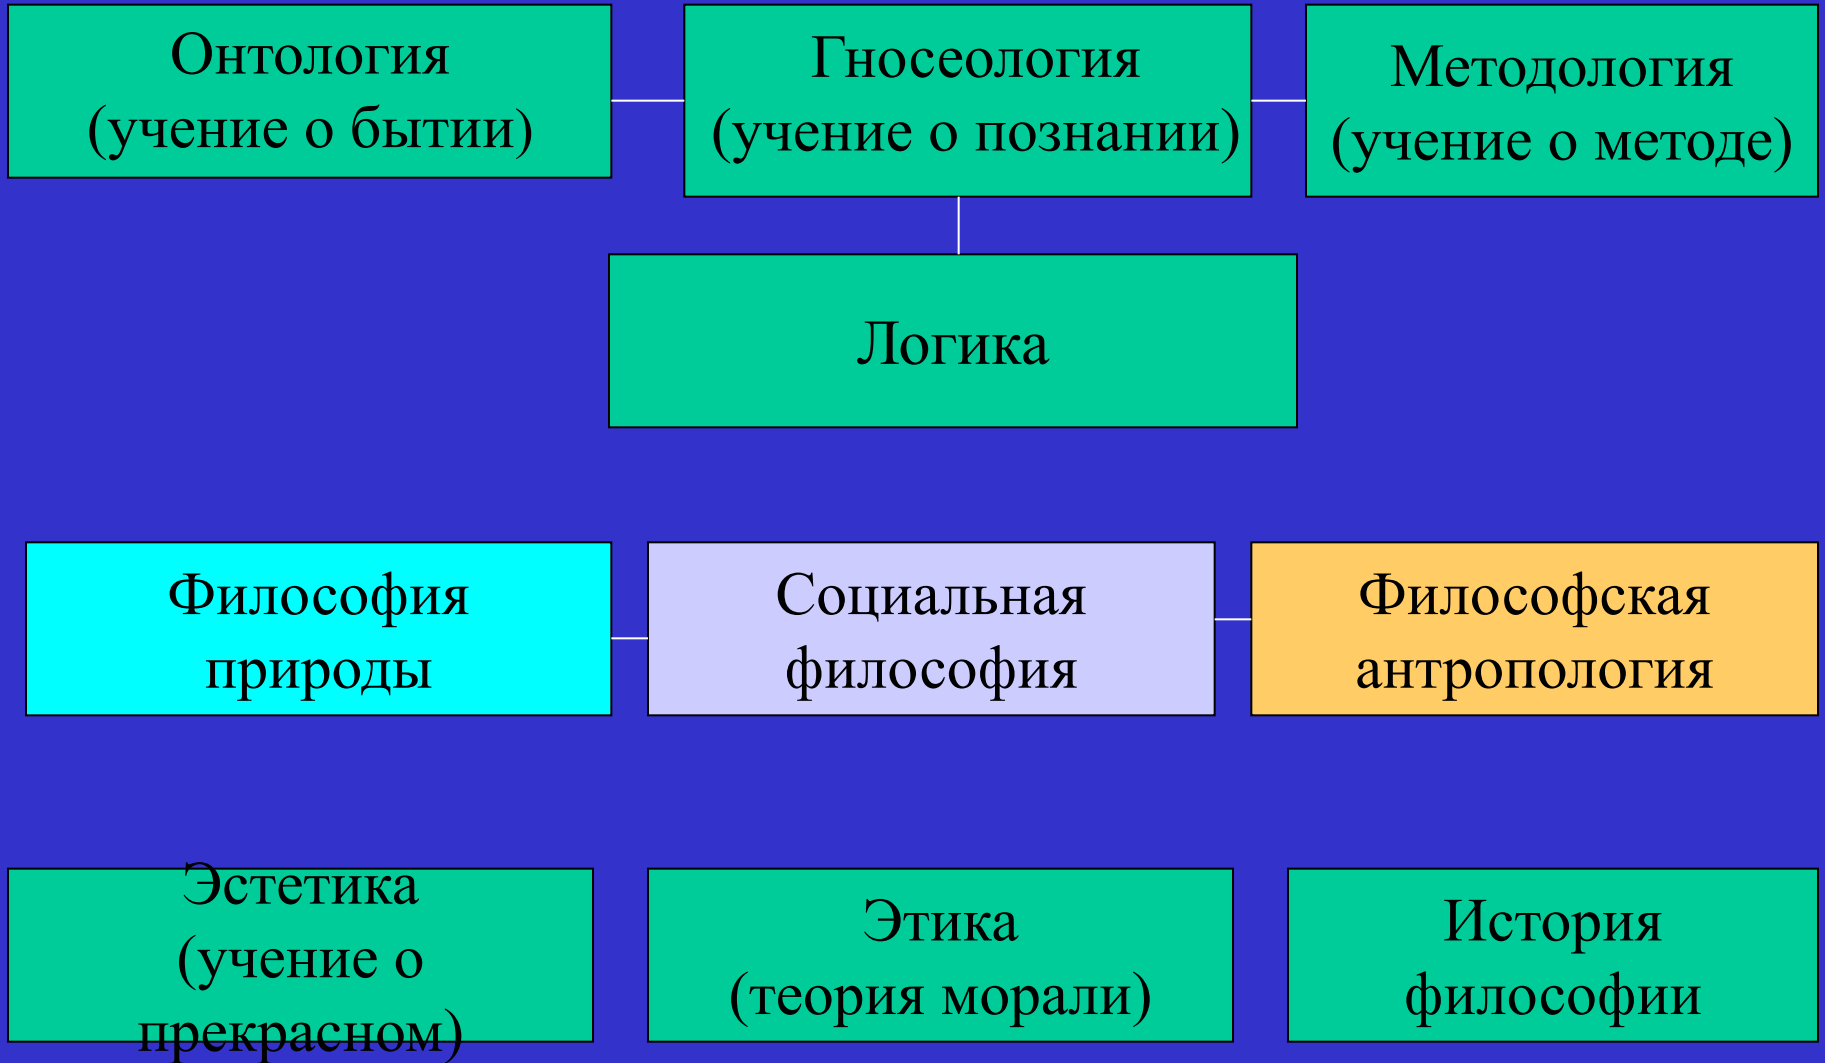 Онтология
(учение о бытии)
Гносеология
(учение о познании)
Методология
(учение о методе)
Логика
Философия
природы
Социальная
философия
Философская
антропология
Эстетика
(учение о
прекрасном)
Этика
(теория морали)
История
философии